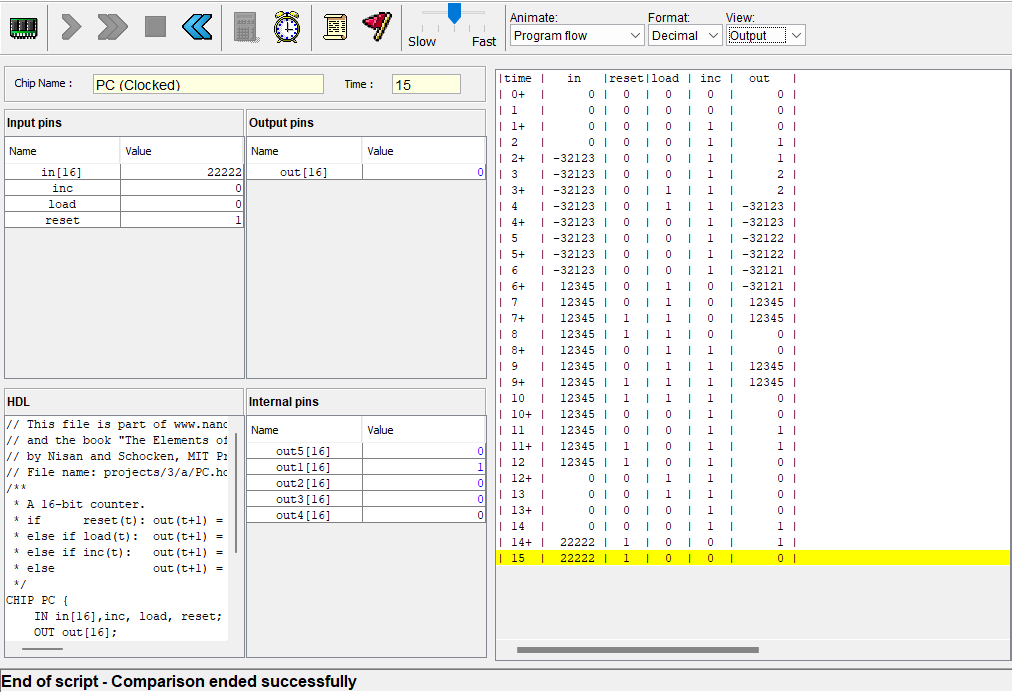 Slow Fast
Animate: Format: View:
Program flow Decimal Output
Chip Name : PC (Clocked) Time : 15
Input pins
Name Value
in[16] 22222
inc 0
load 0
reset 1
Output pins
Name Value
out[16] 0
HDL
// This file is part of www.nand
// and the book "The Elements of
// by Nisan and Schocken, MIT Pr
// File name: projects/3/a/PC.hd
/**
* A 16-bit counter.
* if reset(t): out(t+1) =
* else if load(t): out(t+1) =
* else if inc(t): out(t+1) =
* else out(t+1) =
*/
CHIP PC {
IN in[16],inc, load, reset;
OUT out[16];
Internal pins
Name Value
out5[16] 0
out1[16] 1
out2[16] 0
out3[16] 0
out4[16] 0
|time | in |reset|load | inc | out |
| 0+ | 0 | 0 | 0 | 0 | 0 |
| 1 | 0 | 0 | 0 | 0 | 0 |
| 1+ | 0 | 0 | 0 | 1 | 0 |
| 2 | 0 | 0 | 0 | 1 | 1 |
| 2+ | -32123 | 0 | 0 | 1 | 1 |
| 3 | -32123 | 0 | 0 | 1 | 2 |
| 3+ | -32123 | 0 | 1 | 1 | 2 |
| 4 | -32123 | 0 | 1 | 1 | -32123 |
| 4+ | -32123 | 0 | 0 | 1 | -32123 |
| 5 | -32123 | 0 | 0 | 1 | -32122 |
| 5+ | -32123 | 0 | 0 | 1 | -32122 |
| 6 | -32123 | 0 | 0 | 1 | -32121 |
| 6+ | 12345 | 0 | 1 | 0 | -32121 |
| 7 | 12345 | 0 | 1 | 0 | 12345 |
| 7+ | 12345 | 1 | 1 | 0 | 12345 |
| 8 | 12345 | 1 | 1 | 0 | 0 |
| 8+ | 12345 | 0 | 1 | 1 | 0 |
| 9 | 12345 | 0 | 1 | 1 | 12345 |
| 9+ | 12345 | 1 | 1 | 1 | 12345 |
| 10 | 12345 | 1 | 1 | 1 | 0 |
| 10+ | 12345 | 0 | 0 | 1 | 0 |
| 11 | 12345 | 0 | 0 | 1 | 1 |
| 11+ | 12345 | 1 | 0 | 1 | 1 |
| 12 | 12345 | 1 | 0 | 1 | 0 |
| 12+ | 0 | 0 | 1 | 1 | 0 |
| 13 | 0 | 0 | 1 | 1 | 0 |
| 13+ | 0 | 0 | 0 | 1 | 0 |
| 14 | 0 | 0 | 0 | 1 | 1 |
| 14+ | 22222 | 1 | 0 | 0 | 1 |
| 15 | 22222 | 1 | 0 | 0 | 0 |
End of script - Comparison ended successfully